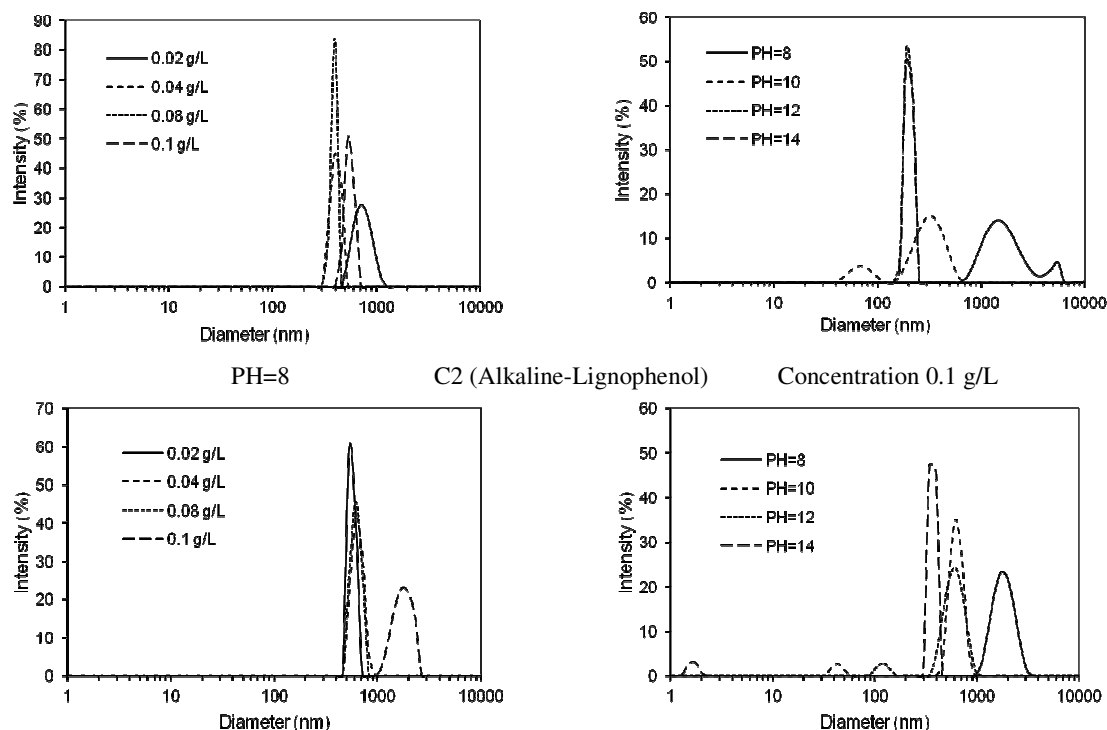 90
80
70
60
50
40
30
20
10
0
Intensity (%)
0.02 g/L
0.04 g/L
0.08 g/L
0.1 g/L
1 10 100 1000 10000
Diameter (nm)
60
50
40
30
20
10
0
Intensity (%)
PH=8
PH=10
PH=12
PH=14
1 10 100 1000 10000
Diameter (nm)
PH=8 C2 (Alkaline-Lignophenol) Concentration 0.1 g/L
70
60
50
40
30
20
10
0
Intensity (%)
0.02 g/L
0.04 g/L
0.08 g/L
0.1 g/L
1 10 100 1000 10000
Diameter (nm)
60
50
40
30
20
10
0
Intensity (%)
PH=8
PH=10
PH=12
PH=14
1 10 100 1000 10000
Diameter (nm)